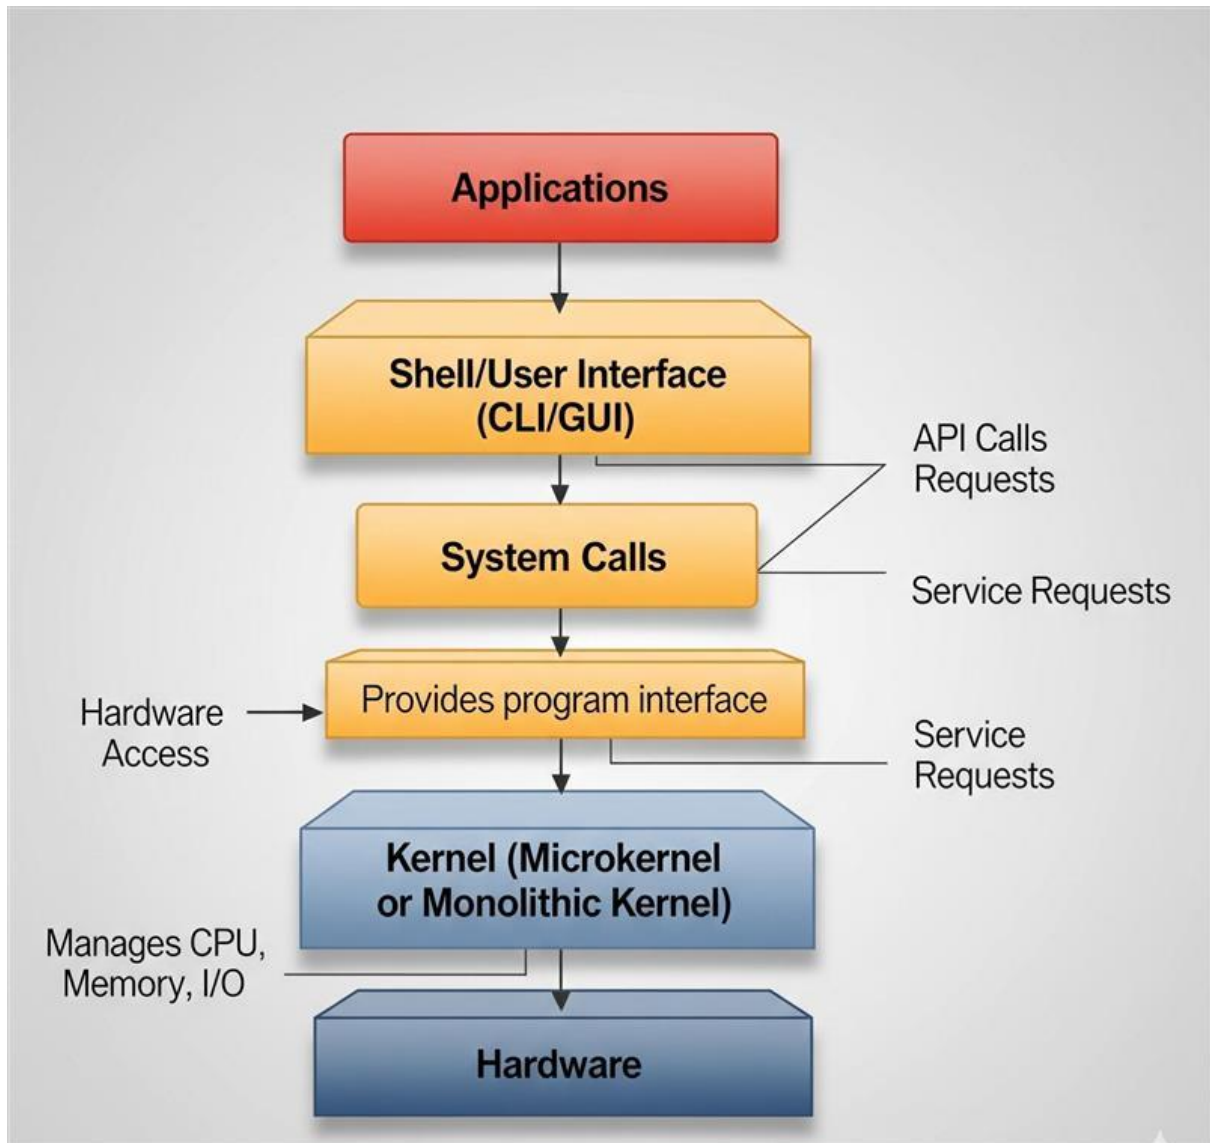 Applications
Shell/User Interface
(CLI/GUI)
API Calls
Requests
System Calls
Service Requests
Provides program interface
Hardware
Access
Service
Requests
Kernel (Microkernel
or Monolithic Kernel)
Manages CPU,
Memory, I/O
Hardware